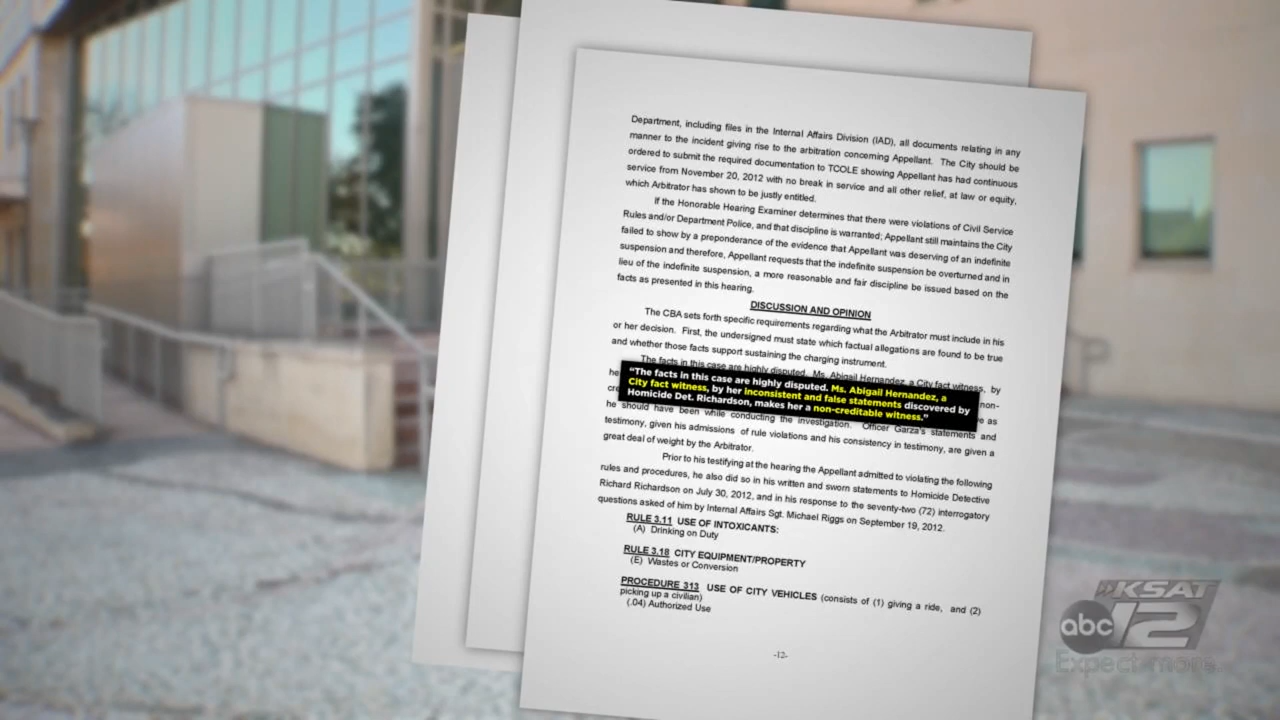 Department, including files in the Internal Affairs Division (IAD), all documents relating in any
manner to the incident giving rise to the arbitration concerning Appellant. The City should be
ordered to submit the required documentation to TCOLE showing Appellant has had continuous
service from November 20, 2012 with no break in service and all other relief, at law or equity,
which Arbitrator has shown to be justly entitled.
If the Honorable Hearing Examiner determines that there were violations of Civil Service
Rules and/or Department Police, and that discipline is warranted; Appellant still maintains the City
failed to show by a preponderance of the evidence that Appellant was deserving of an indefinite
suspension and therefore, Appellant requests that the indefinite suspension be overturned and in
lieu of the indefinite suspension, a more reasonable and fair discipline be issued based on the
facts as presented in this hearing.
DISCUSSION AND OPINION
The CBA sets forth specific requirements regarding what the Arbitrator must include in his
or her decision. First, the undersigned must state which factual allegations are found to be true
and whether those facts support sustaining the charging instrument.
The facts in this case are highly disputed. Ms. Abigail Hernandez, a City fact witness, by
"The facts in this case are highly disputed. Ms. Abigail Hernandez, a
City fact witness, by her inconsistent and false statements discovered by
Homicide Det. Richardson, makes her a non-creditable witness."
he should have been while conducting the investigation. Officer Garza's statements and
testimony, given his admissions of rule violations and his consistency in testimony, are given a
great deal of weight by the Arbitrator.
Prior to his testifying at the hearing the Appellant admitted to violating the following
rules and procedures, he also did so in his written and sworn statements to Homicide Detective
Richard Richardson on July 30, 2012, and in his response to the seventy-two (72) interrogatory
questions asked of him by Internal Affairs Sgt. Michael Riggs on September 19, 2012.
RULE 3.11 USE OF INTOXICANTS:
(A) Drinking on Duty
RULE 3.18 CITY EQUIPMENT/PROPERTY
(E) Wastes or Conversion
PROCEDURE 313 USE OF CITY VEHICLES (consists of (1) giving a ride, and (2)
picking up a civilian)
(.04) Authorized Use
-12-
KSAT
abc 12
Expect more.